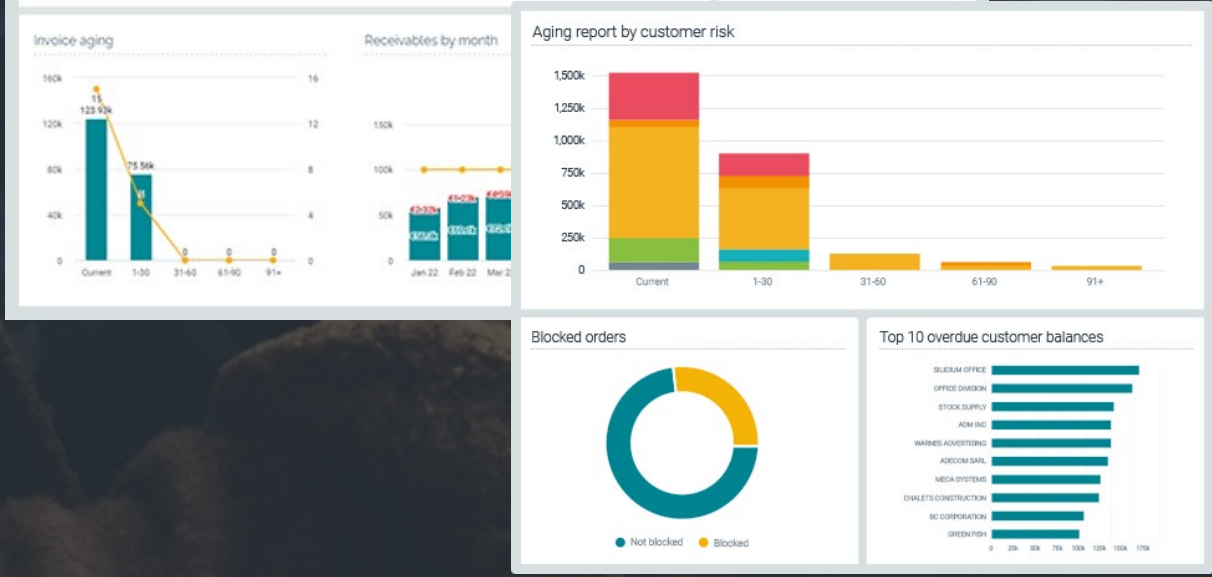 Invoice aging
160k
16
15
123.93k
120k
12
75.56k
80k
8
5
40k
4
0
0
0
0
0
Current
1-30
31-60
61-90
91+
Receivables by month
150k
100k
50k
0
Jan 22
Feb 22
Mar 2
Aging report by customer risk
1,500k
1,250k
1,000k
750k
500k
250k
0
Current
1-30
31-60
61-90
91+
Blocked orders
Not blocked
Blocked
Top 10 overdue customer balances
SILIDIUM OFFICE
OFFICE DIVISION
STOCK SUPPLY
ADM INC
WARNES ADVERTISING
ADECOM SARL
MECA SYSTEMS
CHALETS CONSTRUCTION
SC CORPORATION
GREEN FISH
0 25k 50k 75k 100k 125k 150k 175k